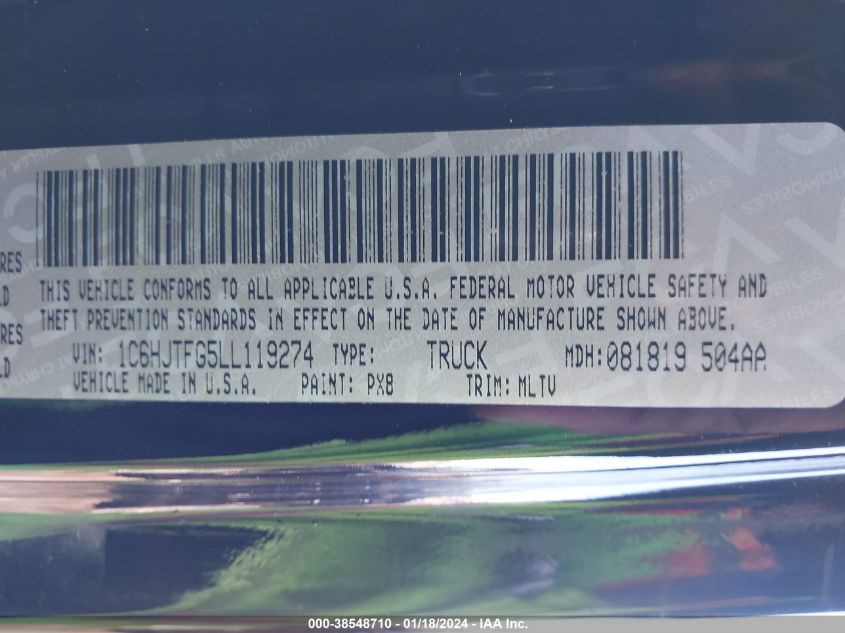 THIS VEHICLE CONFORMS TO ALL APPLICABLE U.S.A. FEDERAL MOTOR VEHICLE SAFETY AND
THEFT PREVENTION STANDARDS IN EFFECT ON THE DATE OF MANUFACTURE SHOWN ABOVE.
VIN: 1C6HJTFG5LL119274 TYPE: TRUCK MDH:081819 504AA
VEHICLE MADE IN U.S.A. PAINT: PX8 TRIM: MLTV
RES
D
RES
D
000-38548710 - 01/18/2024 - IAA Inc.